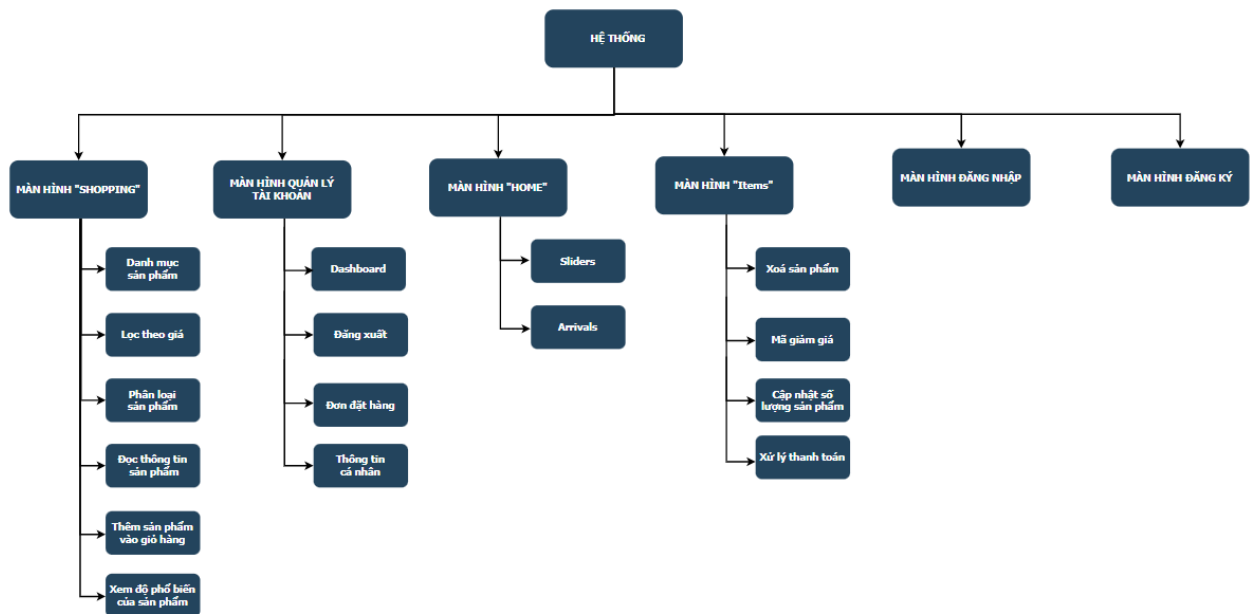 HỆ THỐNG
MÀN HÌNH "SHOPPING"
MÀN HÌNH QUẢN LÝ
TÀI KHOẢN
MÀN HÌNH "HOME"
MÀN HÌNH "Items"
MÀN HÌNH ĐĂNG NHẬP
MÀN HÌNH ĐĂNG KÝ
Danh mục
sản phẩm
Lọc theo giá
Phân loại
sản phẩm
Đọc thông tin
sản phẩm
Thêm sản phẩm
vào giỏ hàng
Xem độ phổ biến
của sản phẩm
Dashboard
Đăng xuất
Đơn đặt hàng
Thông tin
cá nhân
Sliders
Arrivals
Xoá sản phẩm
Mã giảm giá
Cập nhật số
lượng sản phẩm
Xử lý thanh toán